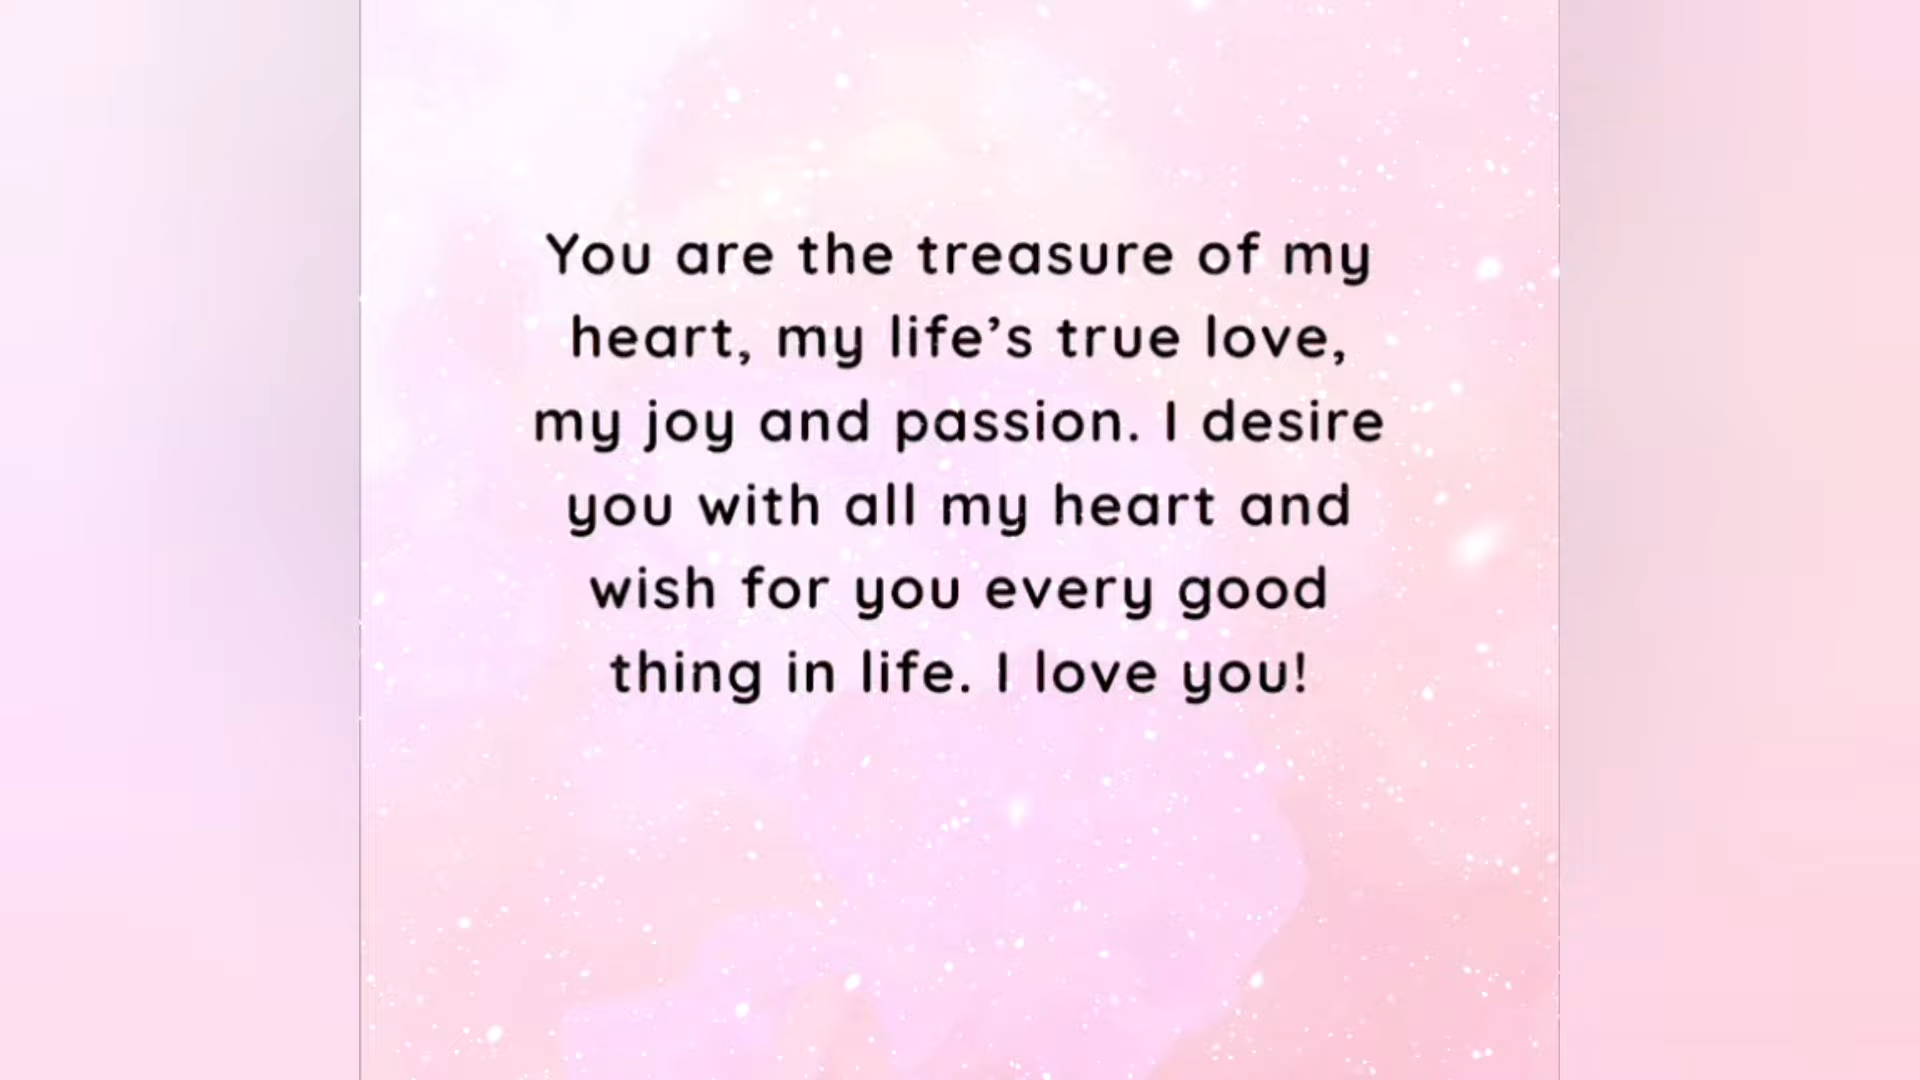 You are the treasure of my
heart, my life’s true love,
my joy and passion. I desire
you with all my heart and
wish for you every good
thing in life. I love you!